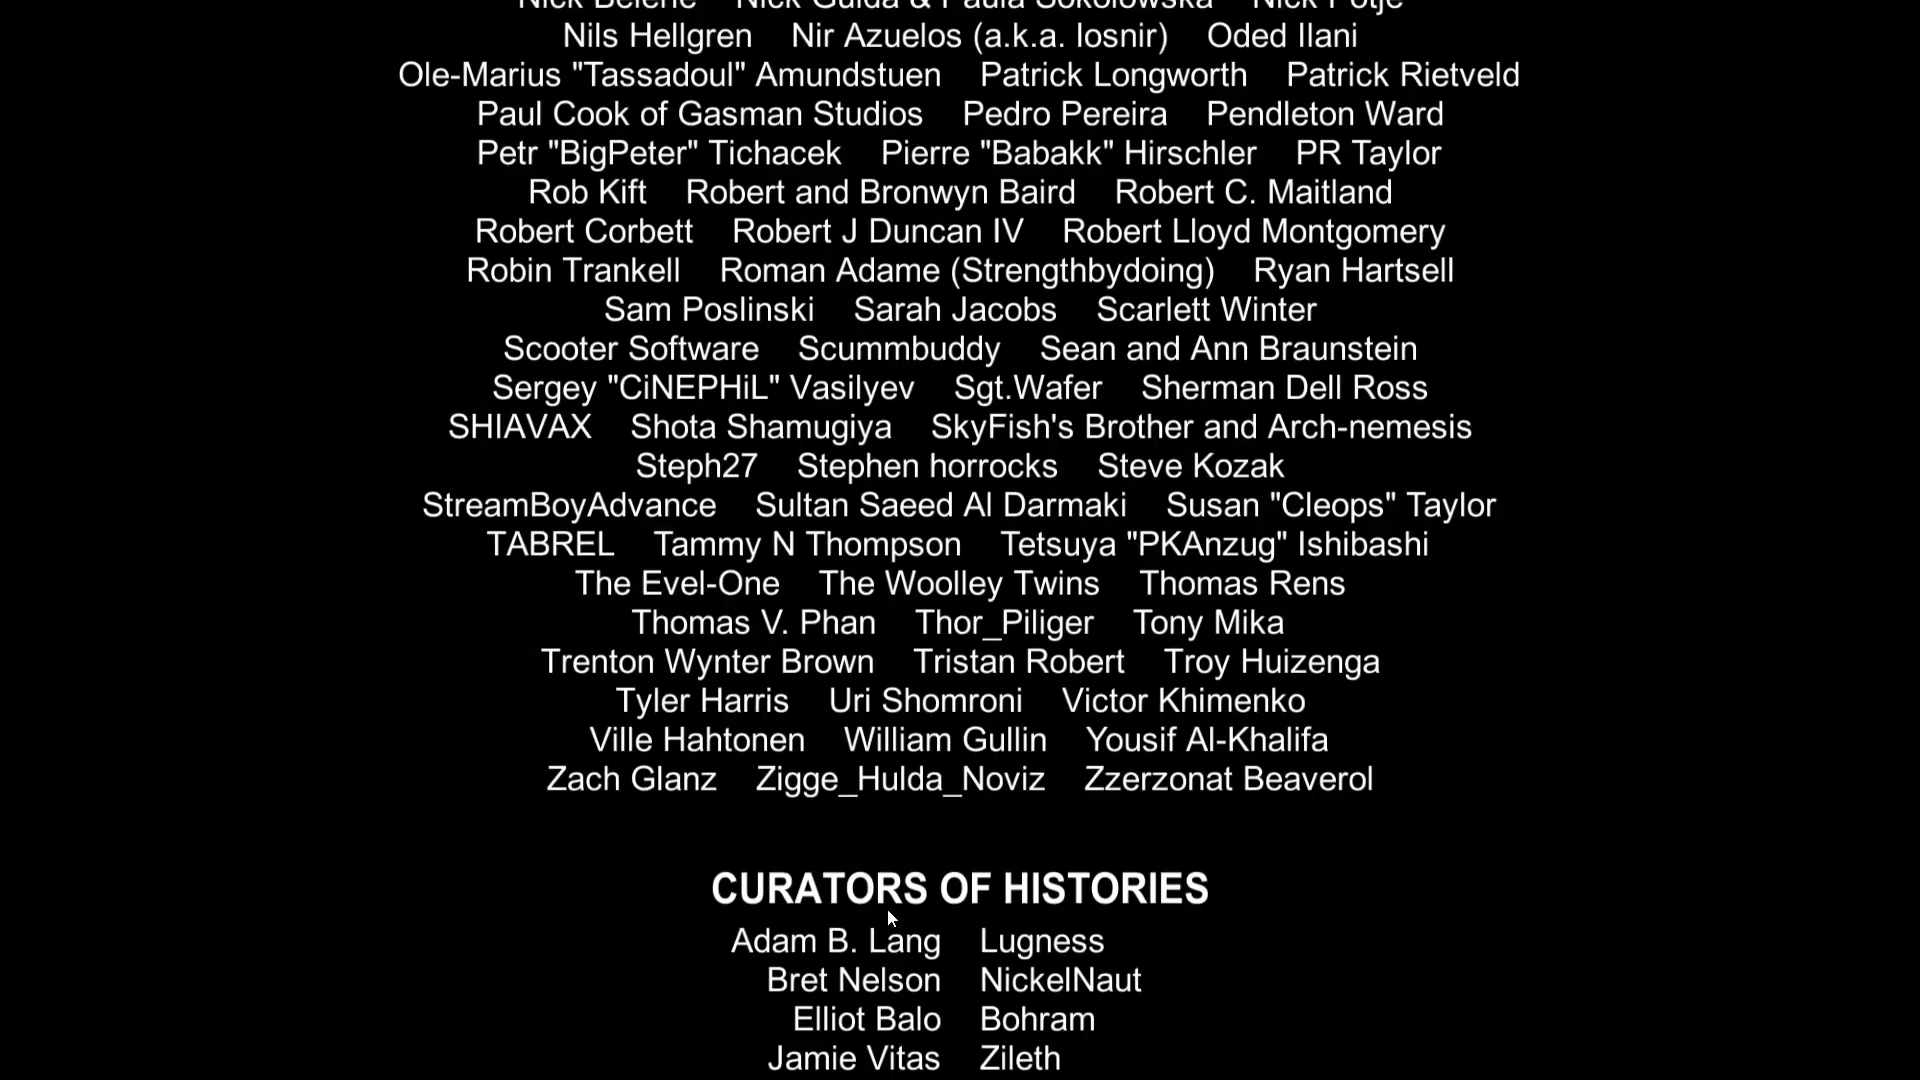 Nick Belerie Nick Gulda & Paula Sokolowska Nick Potje
Nils Hellgren Nir Azuelos (a.k.a. losnir) Oded Ilani
Ole-Marius "Tassadoul" Amundstuen Patrick Longworth Patrick Rietveld
Paul Cook of Gasman Studios Pedro Pereira Pendleton Ward
Petr "BigPeter" Tichacek Pierre "Babakk" Hirschler PR Taylor
Rob Kift Robert and Bronwyn Baird Robert C. Maitland
Robert Corbett Robert J Duncan IV Robert Lloyd Montgomery
Robin Trankell Roman Adame (Strengthbydoing) Ryan Hartsell
Sam Poslinski Sarah Jacobs Scarlett Winter
Scooter Software Scummbuddy Sean and Ann Braunstein
Sergey "CiNEPHiL" Vasilyev Sgt.Wafer Sherman Dell Ross
SHIAVAX Shota Shamugiya SkyFish's Brother and Arch-nemesis
Steph27 Stephen horrocks Steve Kozak
StreamBoyAdvance Sultan Saeed Al Darmaki Susan "Cleops" Taylor
TABREL Tammy N Thompson Tetsuya "PKAnzug" Ishibashi
The Evel-One The Woolley Twins Thomas Rens
Thomas V. Phan Thor_Piliger Tony Mika
Trenton Wynter Brown Tristan Robert Troy Huizenga
Tyler Harris Uri Shomroni Victor Khimenko
Ville Hahtonen William Gullin Yousif Al-Khalifa
Zach Glanz Zigge_Hulda_Noviz Zzerzonat Beaverol
CURATORS OF HISTORIES
Adam B. Lang Lugness
Bret Nelson NickelNaut
Elliot Balo Bohram
Jamie Vitas Zileth